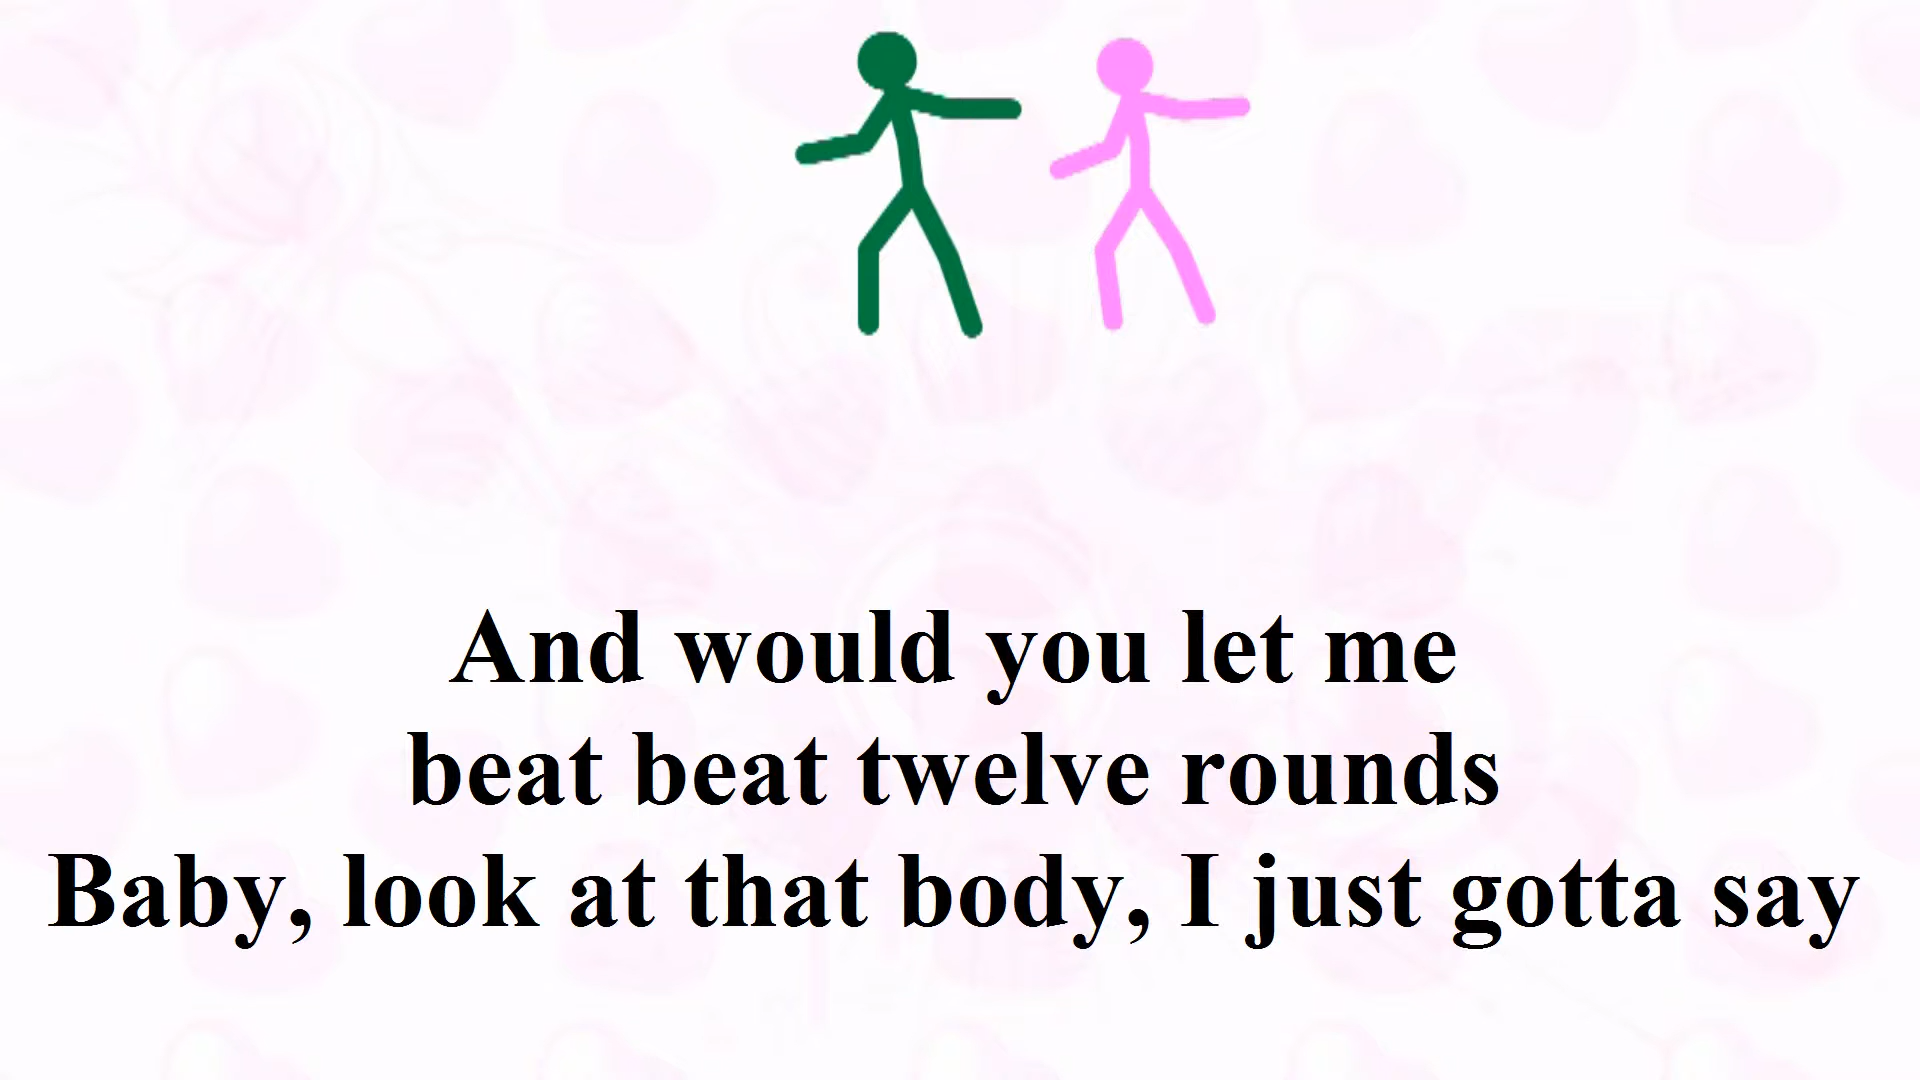 And would you let me
beat beat twelve rounds
Baby, look at that body, I just gotta say